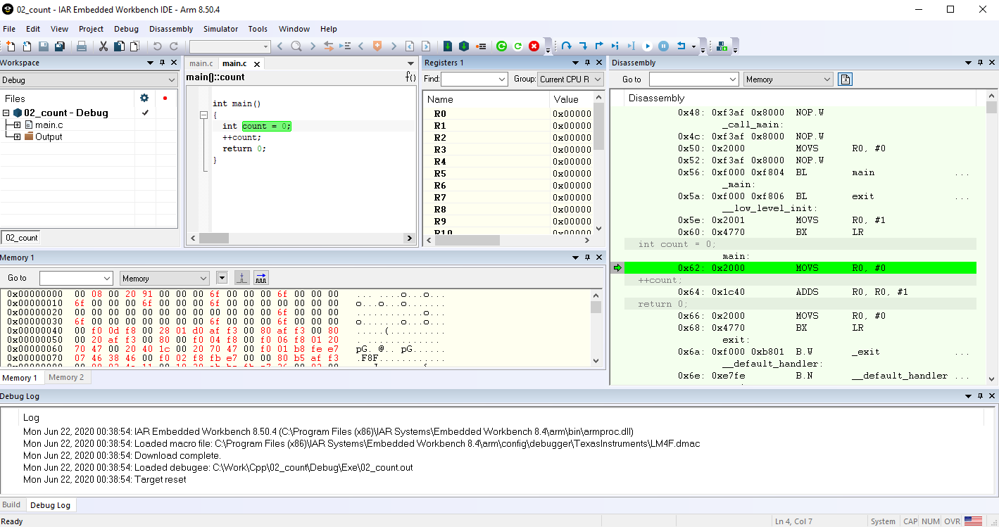 02_count - IAR Embedded Workbench IDE - Arm 8.50.4
File Edit View Project Debug Disassembly Simulator Tools Window Help
Workspace
Debug
Files
02_count - Debug
main.c
Output
02_count
main.c main.c
main()::count f()
int main()
{
int count = 0;
++count;
return 0;
}
Registers 1
Find: Group: Current CPU R
Name Value
R0 0x00000
R1 0x00000
R2 0x00000
R3 0x00000
R4 0x00000
R5 0x00000
R6 0x00000
R7 0x00000
R8 0x00000
R9 0x00000
R10 0x00000
Disassembly
Go to Memory
Disassembly
0x48: 0xf3af 0x8000 NOP.W
_call_main:
0x4c: 0xf3af 0x8000 NOP.W
0x50: 0x2000 MOVS R0, #0
0x52: 0xf3af 0x8000 NOP.W
0x56: 0xf000 0xf804 BL main ...
_main:
0x5a: 0xf000 0xf806 BL exit ...
__low_level_init:
0x5e: 0x2001 MOVS R0, #1
0x60: 0x4770 BX LR
int count = 0;
main:
0x62: 0x2000 MOVS R0, #0
++count;
0x64: 0x1c40 ADDS R0, R0, #1
return 0;
0x66: 0x2000 MOVS R0, #0
0x68: 0x4770 BX LR
exit:
0x6a: 0xf000 0xb801 B.W _exit ...
__default_handler:
0x6e: 0xe7fe B.N __default_handler ...
Memory 1
Go to Memory
0x00000000 00 08 00 20 91 00 00 00 6f 00 00 00 6f 00 00 00 ... ....o...o...
0x00000010 6f 00 00 00 6f 00 00 00 6f 00 00 00 00 00 00 00 o...o...o.......
0x00000020 00 00 00 00 00 00 00 00 00 00 00 00 6f 00 00 00 ............o...
0x00000030 6f 00 00 00 00 00 00 00 6f 00 00 00 6f 00 00 00 o.......o...o...
0x00000040 00 f0 0d f8 00 28 01 d0 af f3 00 80 af f3 00 80 .....(..........
0x00000050 00 20 af f3 00 80 00 f0 04 f8 00 f0 06 f8 01 20 . .............
0x00000060 70 47 00 20 40 1c 00 20 70 47 00 f0 01 b8 fe e7 pG. @.. pG......
0x00000070 07 46 38 46 00 f0 02 f8 fb e7 00 00 80 b5 af f3 .F8F............
Memory 1 Memory 2
Debug Log
Log
Mon Jun 22, 2020 00:38:54: IAR Embedded Workbench 8.50.4 (C:\Program Files (x86)\IAR Systems\Embedded Workbench 8.4\arm\bin\armproc.dll)
Mon Jun 22, 2020 00:38:54: Loaded macro file: C:\Program Files (x86)\IAR Systems\Embedded Workbench 8.4\arm\config\debugger\TexasInstruments\LM4F.dmac
Mon Jun 22, 2020 00:38:54: Download complete.
Mon Jun 22, 2020 00:38:54: Loaded debugee: C:\Work\Cpp\02_count\Debug\Exe\02_count.out
Mon Jun 22, 2020 00:38:54: Target reset
Build Debug Log
Ready Ln 4, Col 7 System CAP NUM OVR